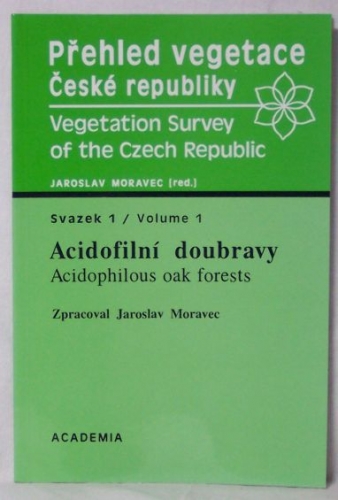 Přehled vegetace
České republiky
Vegetation Survey
of the Czech Republic
JAROSLAV MORAVEC [red.]
Svazek 1 / Volume 1
Acidofilní doubravy
Acidophilous oak forests
Zpracoval Jaroslav Moravec
ACADEMIA